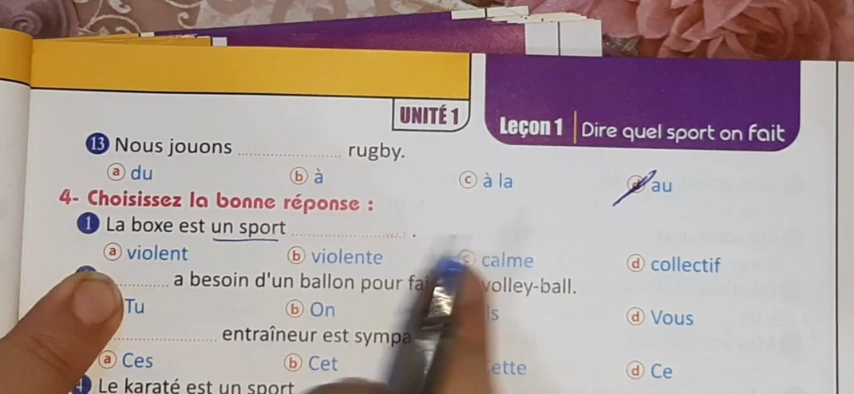 UNITÉ 1
Leçon 1 | Dire quel sport on fait
13 Nous jouons .................... rugby.
a du b à c à la d au
4- Choisissez la bonne réponse :
1 La boxe est un sport .................... .
a violent b violente c calme d collectif
............ a besoin d'un ballon pour volley-ball.
Tu b On d Vous
.................... entraîneur est
a Ces b Cet d Ce
4 Le karaté est un sport